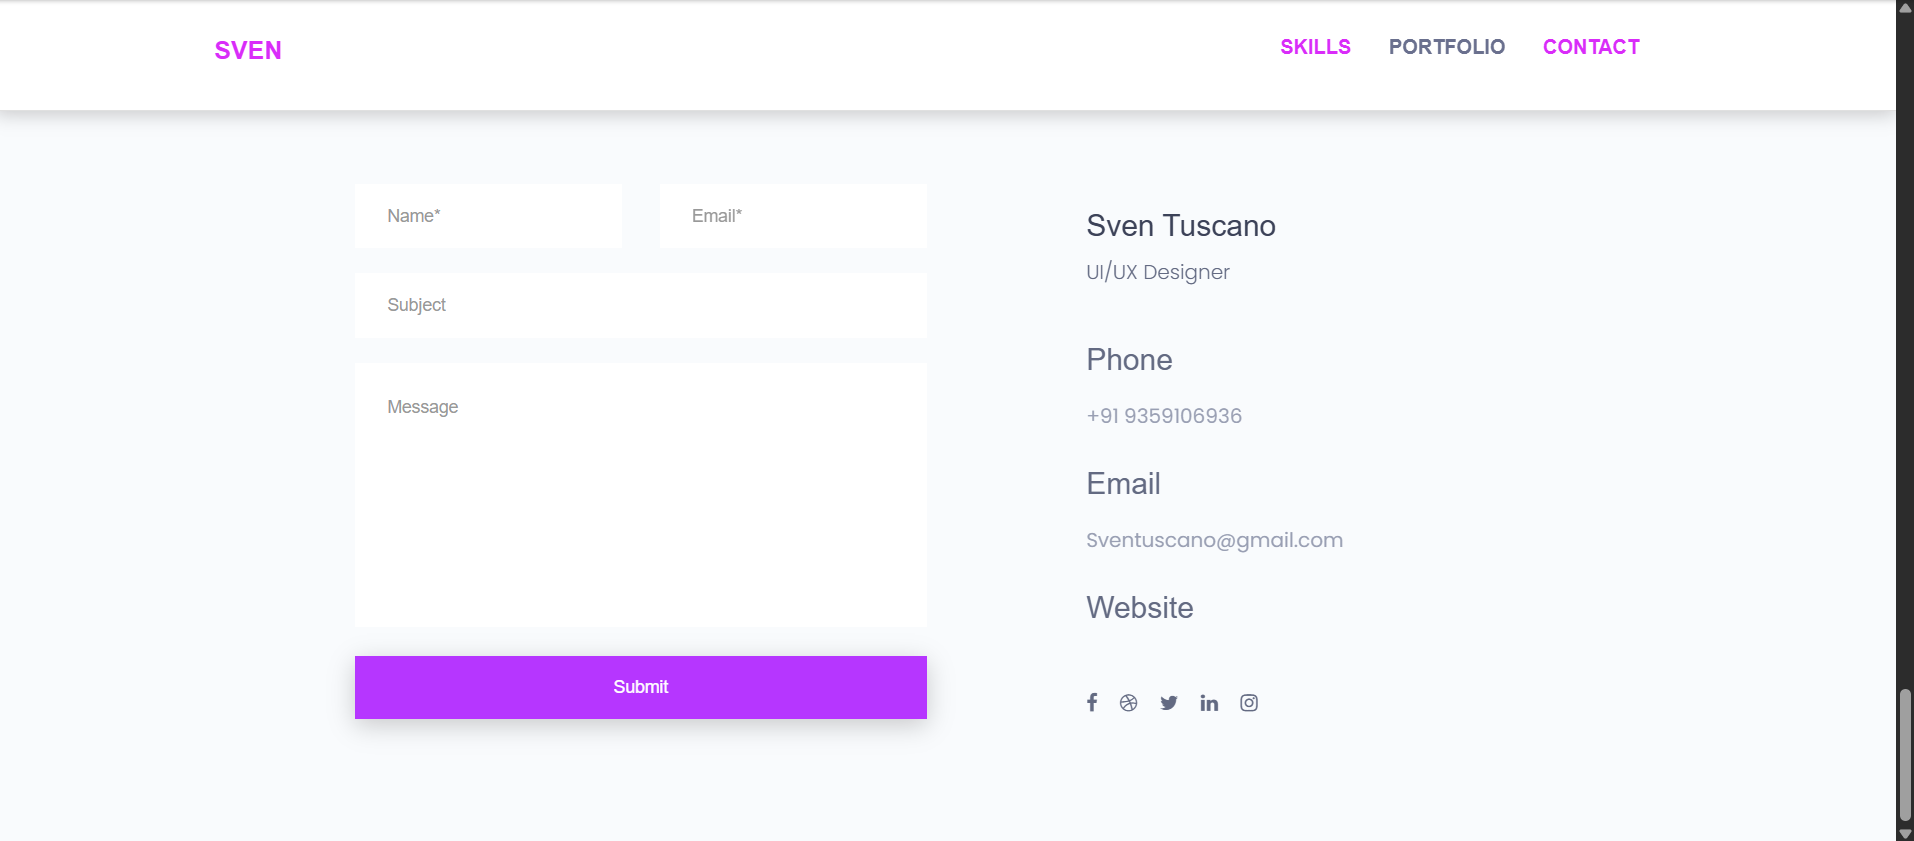 SVEN
SKILLS PORTFOLIO CONTACT
Name* Email*
Subject
Message
Submit
Sven Tuscano
UI/UX Designer
Phone
+91 9359106936
Email
Sventuscano@gmail.com
Website